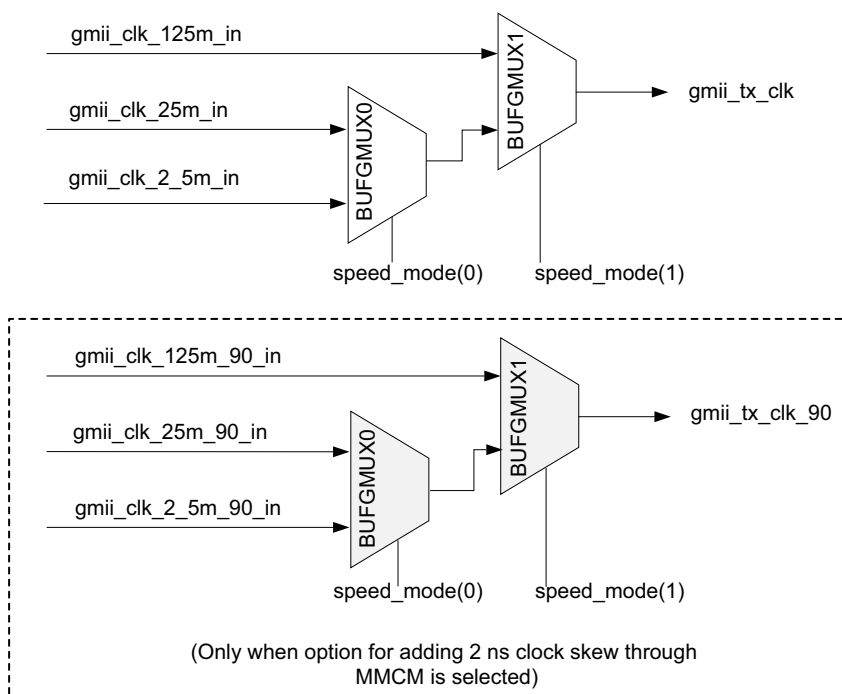 gmii_clk_125m_in
gmii_clk_25m_in
gmii_clk_2_5m_in
BUFGMUX0
BUFGMUX1
gmii_tx_clk
speed_mode(0)
speed_mode(1)
gmii_clk_125m_90_in
gmii_clk_25m_90_in
gmii_clk_2_5m_90_in
BUFGMUX0
BUFGMUX1
gmii_tx_clk_90
speed_mode(0)
speed_mode(1)
(Only when option for adding 2 ns clock skew through
MMCM is selected)